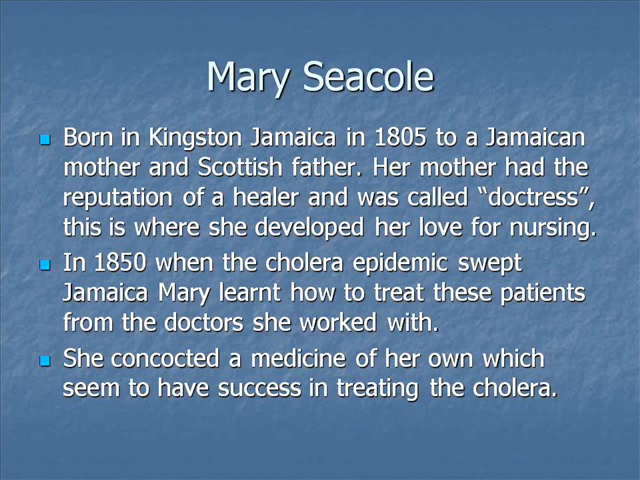 Mary Seacole
Born in Kingston Jamaica in 1805 to a Jamaican
mother and Scottish father. Her mother had the
reputation of a healer and was called “doctress”,
this is where she developed her love for nursing.
In 1850 when the cholera epidemic swept
Jamaica Mary learnt how to treat these patients
from the doctors she worked with.
She concocted a medicine of her own which
seem to have success in treating the cholera.